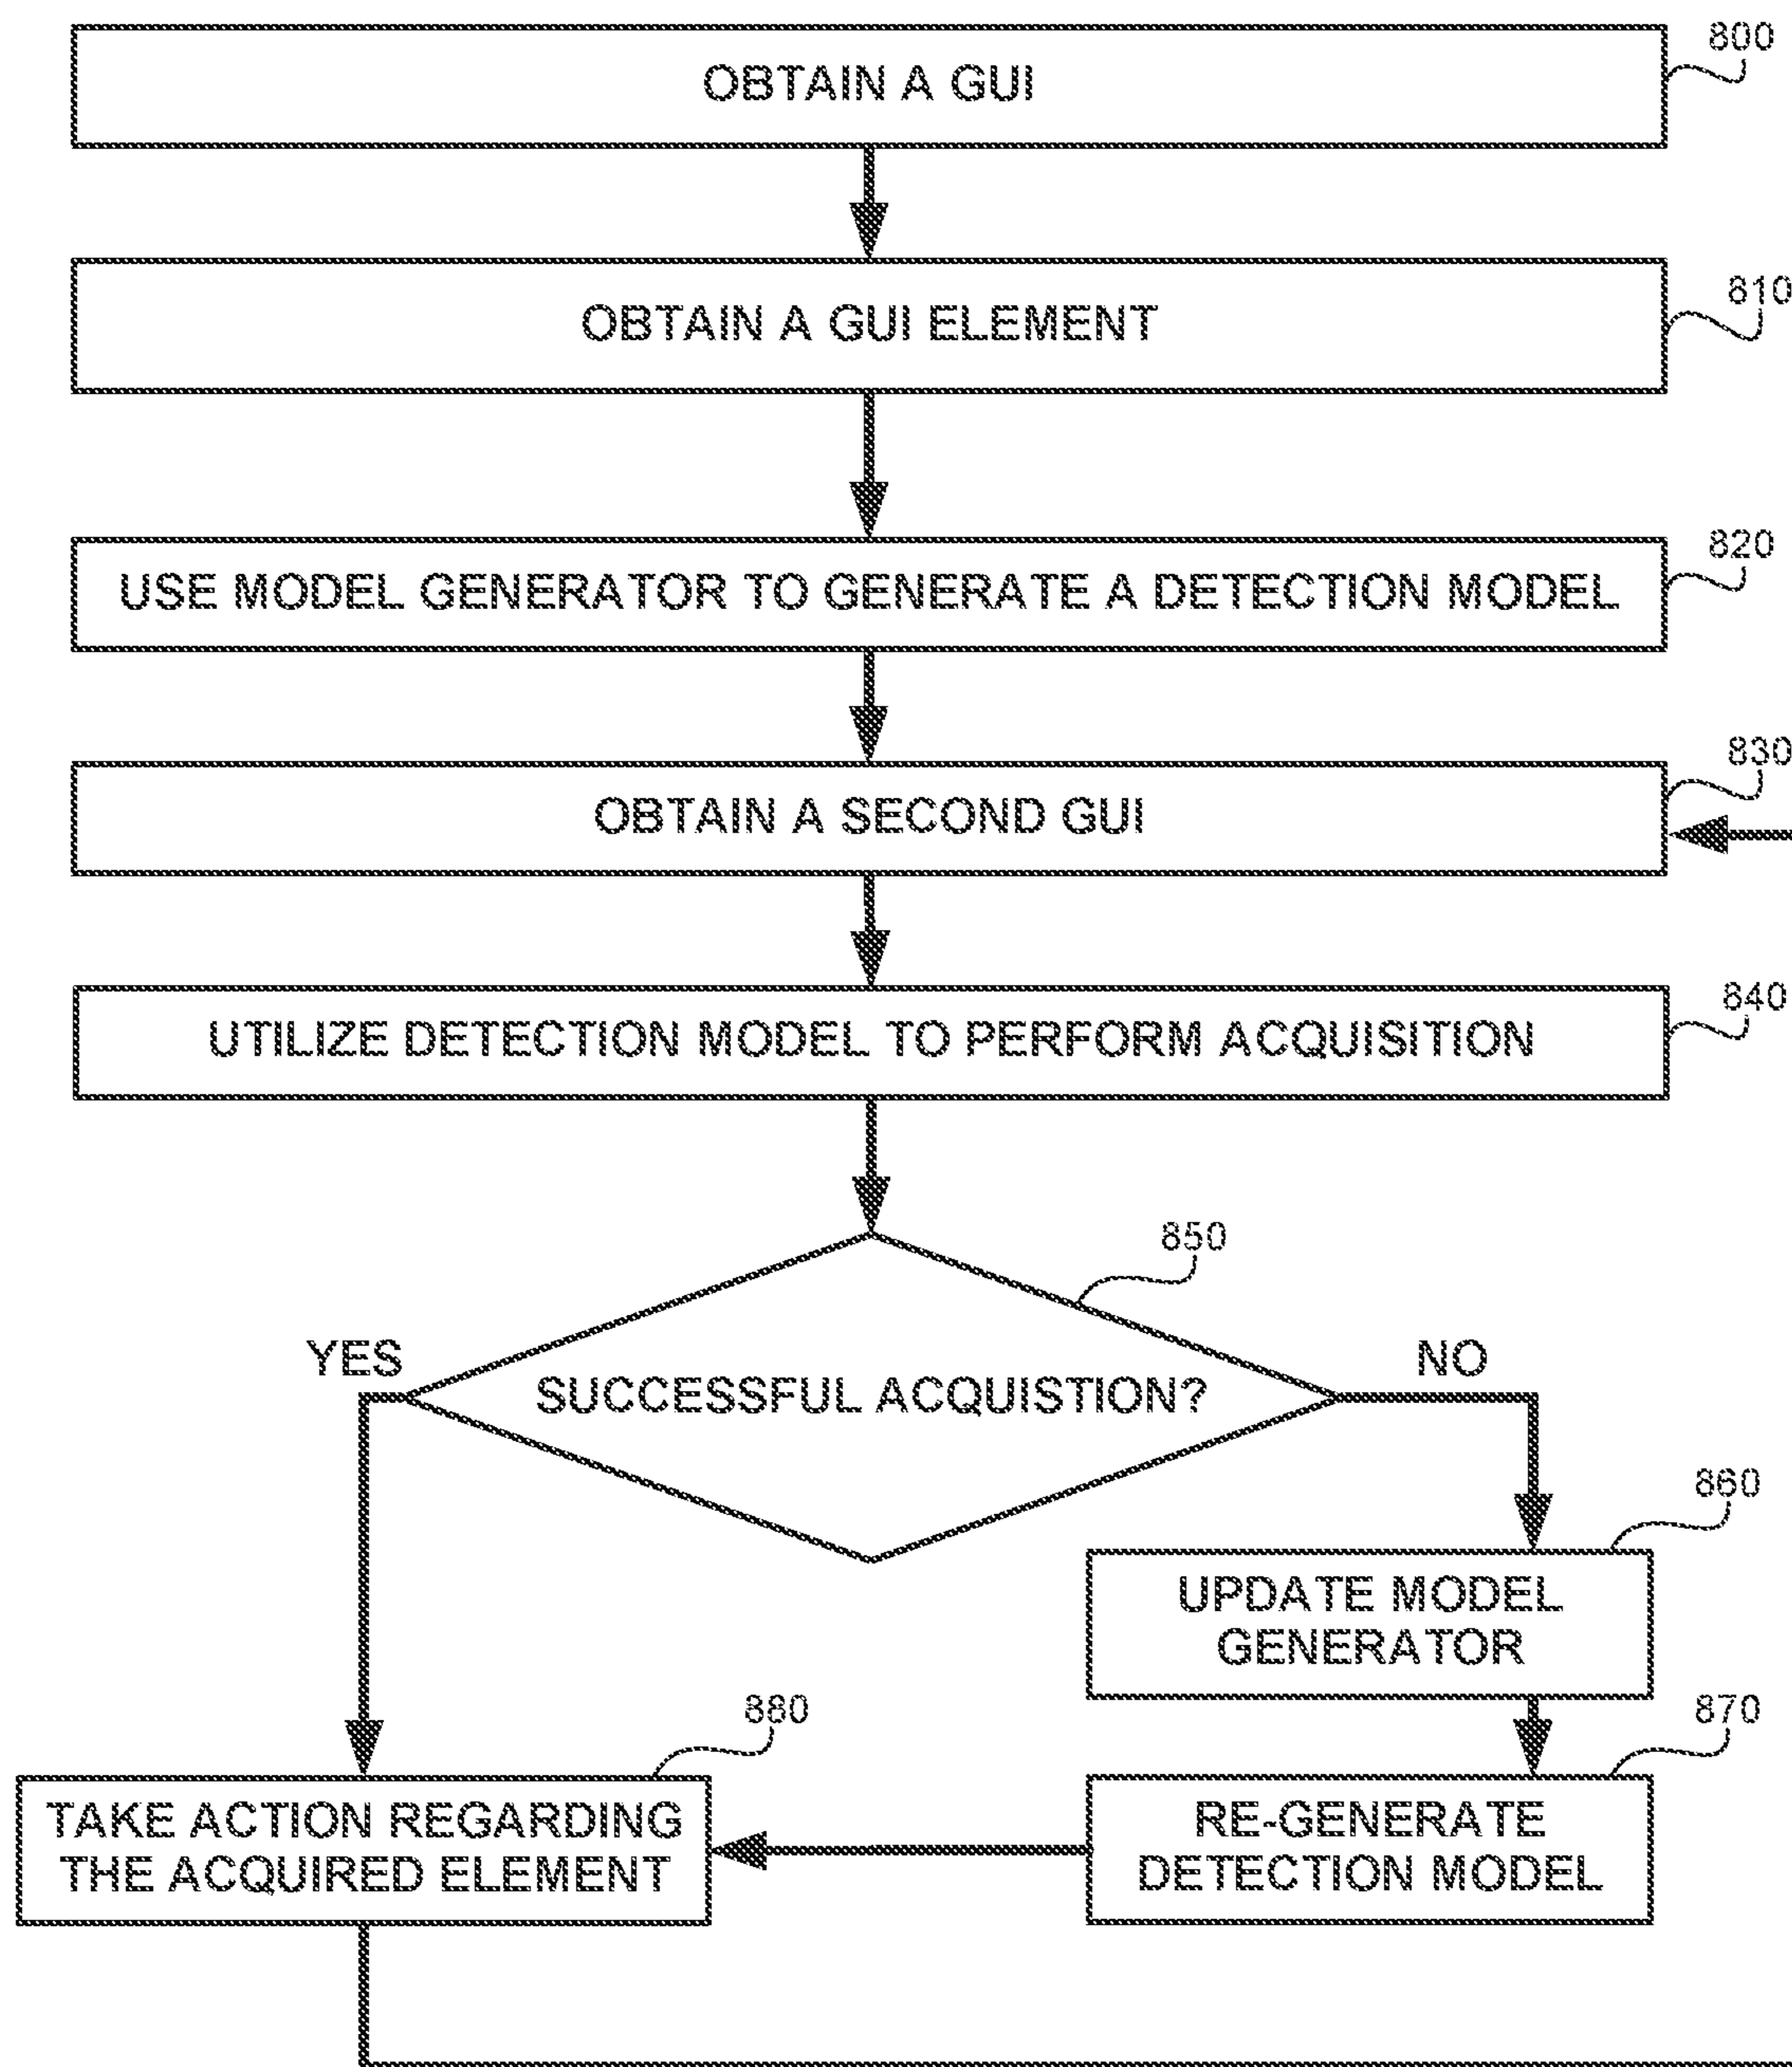 OBTAIN A GUI
800
OBTAIN A GUI ELEMENT
810
USE MODEL GENERATOR TO GENERATE A DETECTION MODEL
820
OBTAIN A SECOND GUI
830
UTILIZE DETECTION MODEL TO PERFORM ACQUISITION
840
850
YES
SUCCESSFUL ACQUISTION?
NO
860
UPDATE MODEL
GENERATOR
880
870
TAKE ACTION REGARDING
THE ACQUIRED ELEMENT
RE-GENERATE
DETECTION MODEL